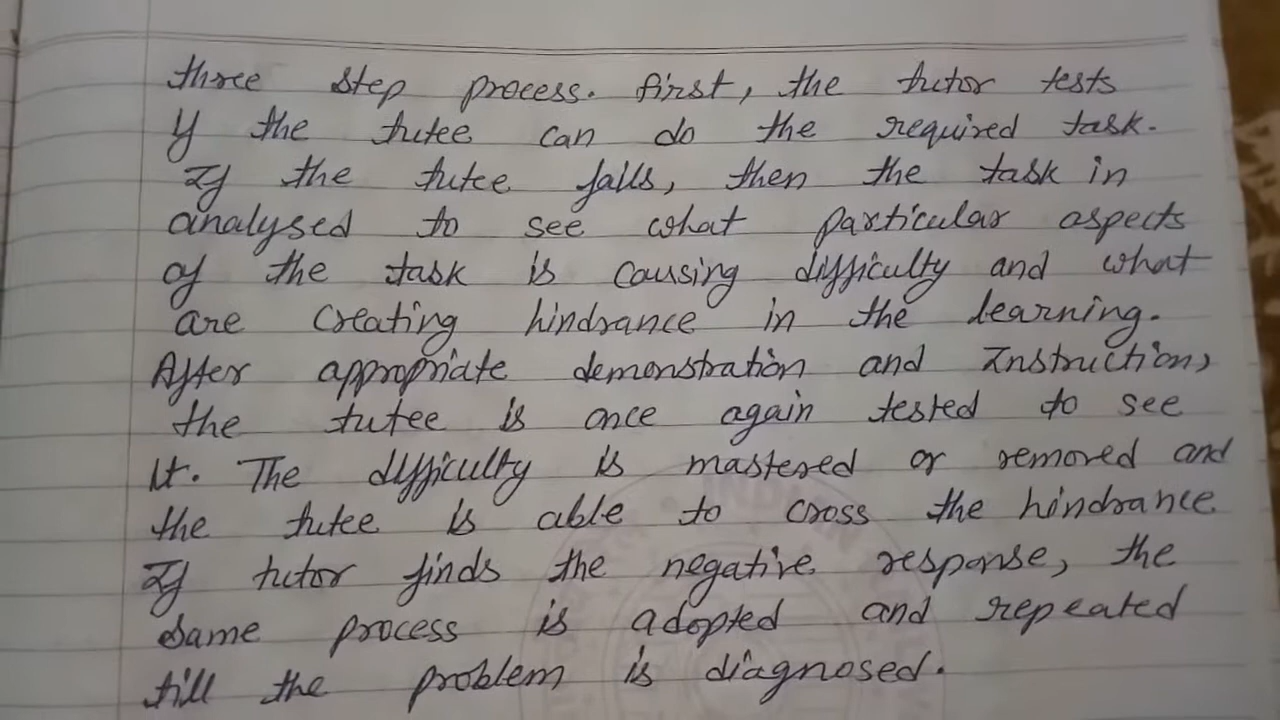 three step process. first, the tutor tests
if the tutee can do the required task.
If the tutee fails, then the task in
analysed to see what particular aspects
of the task is causing difficulty and what
are creating hindrance in the learning.
After appropriate demonstration and Instruction,
the tutee is once again tested to see
It. The difficulty is mastered or removed and
the tutee is able to cross the hindrance
If tutor finds the negative response, the
same process is adopted and repeated
till the problem is diagnosed.